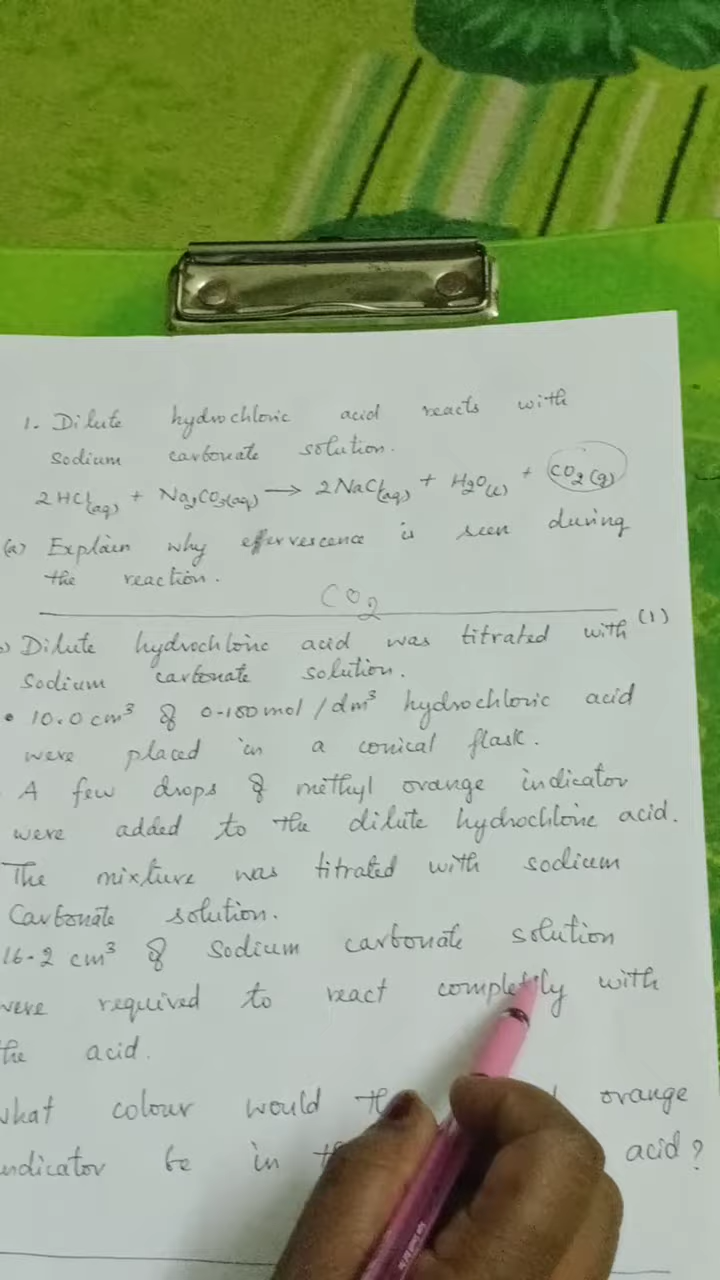 1. Dilute hydrochloric acid reacts with
sodium carbonate solution.
2HCl(aq) + Na2CO3(aq) → 2NaCl(aq) + H2O(l) + CO2(g)
(a) Explain why effervescence is seen during
the reaction.
CO2
(1)
) Dilute hydrochloric acid was titrated with
sodium carbonate solution.
• 10.0 cm³ of 0.100 mol/dm³ hydrochloric acid
were placed in a conical flask.
. A few drops of methyl orange indicator
were added to the dilute hydrochloric acid.
The mixture was titrated with sodium
Carbonate solution.
16.2 cm³ of sodium carbonate solution
were required to react completely with
the acid.
what colour would orange
indicator be in acid?